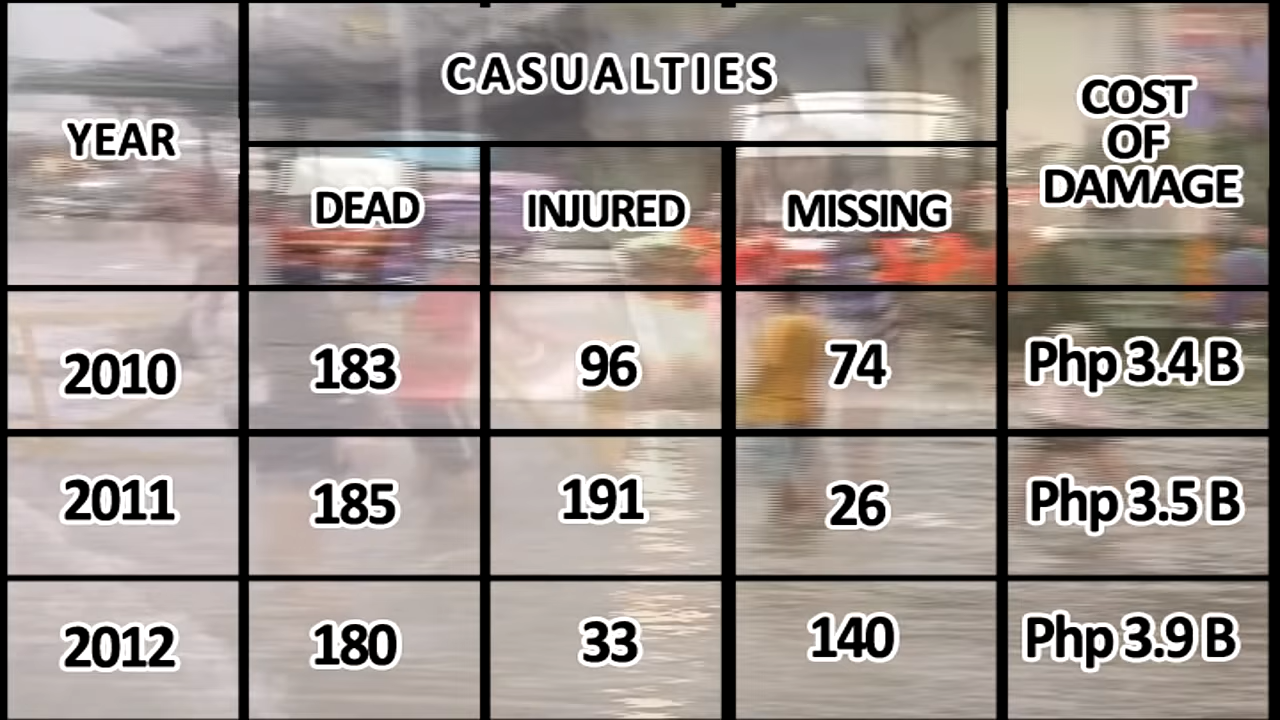 CASUALTIES
YEAR
COST
OF
DAMAGE
DEAD INJURED MISSING
2010 183 96 74 Php 3.4 B
2011 185 191 26 Php 3.5 B
2012 180 33 140 Php 3.9 B